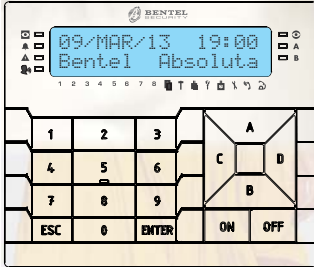 BENTEL
SECURITY
09/MAR/13 19:00
Bentel Absoluta
A
B
1 2 3 4 5 6 7 8 T
1 2 3
A
4 5 6
C D
B
7 8 9
ESC 0 ENTER ON OFF